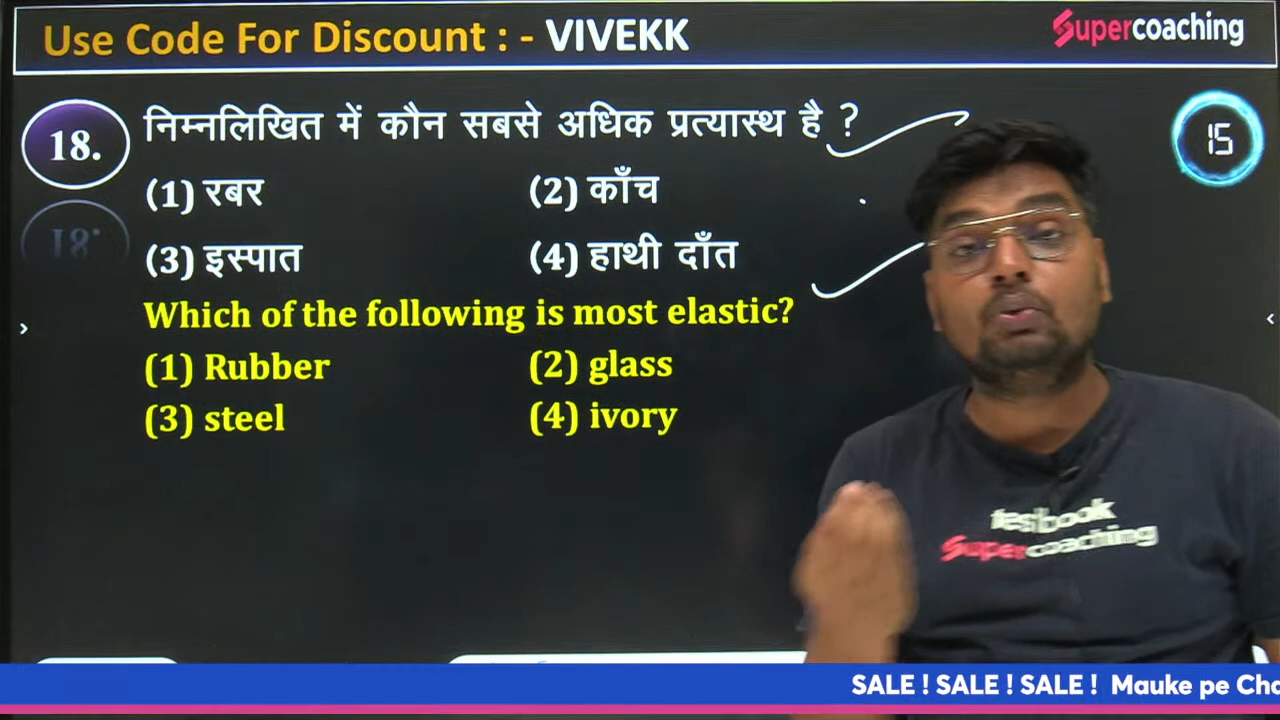 Use Code For Discount : - VIVEKK
Supercoaching
18.
निम्नलिखित में कौन सबसे अधिक प्रत्यास्थ है ?
15
(1) रबर
(2) काँच
(3) इस्पात
(4) हाथी दाँत
Which of the following is most elastic?
(1) Rubber
(2) glass
(3) steel
(4) ivory
testbook
Supercoaching
SALE ! SALE ! SALE ! Mauke pe Cho